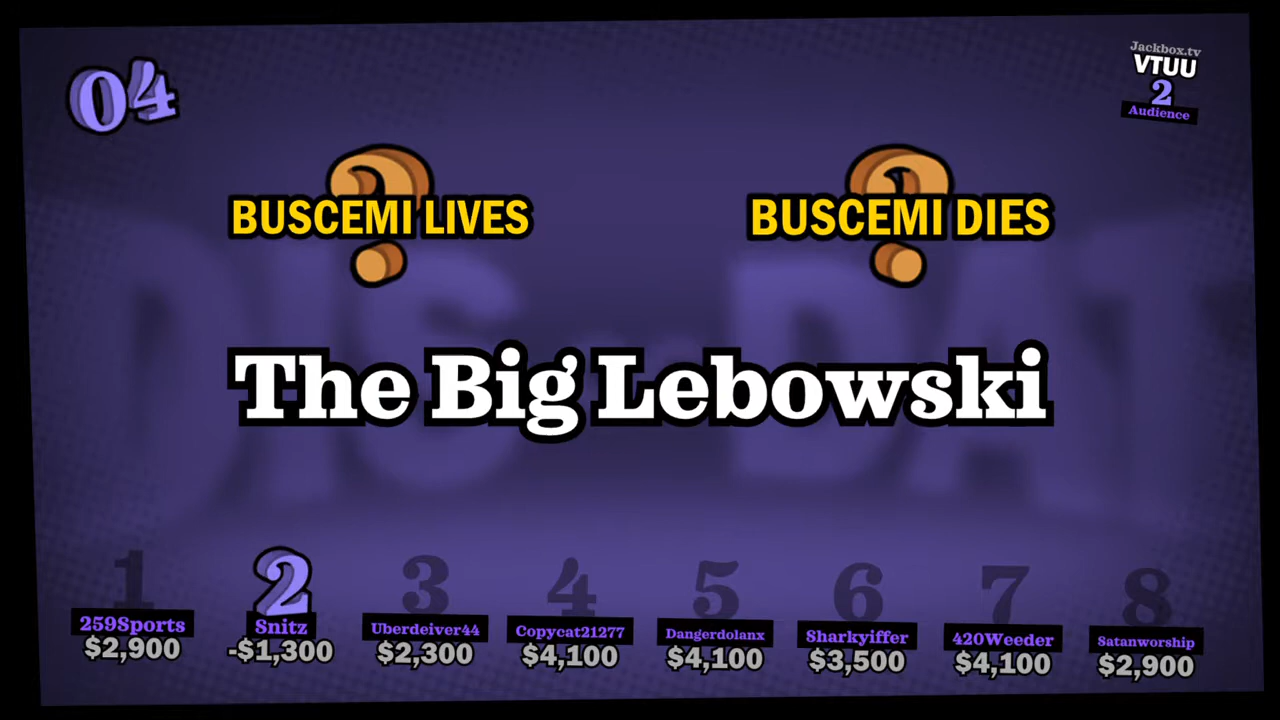 04
Jackbox.tv
VTUU
2
Audience
?
?
BUSCEMI LIVES
BUSCEMI DIES
The Big Lebowski
DIS
DAT
1
2
3
4
5
6
7
8
259Sports
Snitz
Uberdeiver44
Copycat21277
Dangerdolanx
Sharkyiffer
420Weeder
Satanworship
$2,900
-$1,300
$2,300
$4,100
$4,100
$3,500
$4,100
$2,900